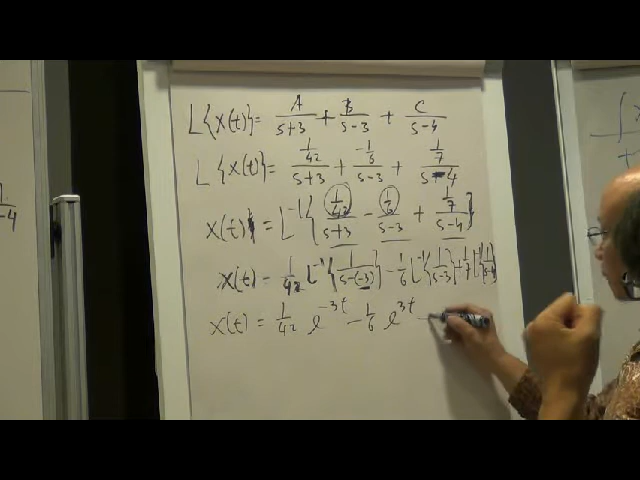 L{x(t)}= A/(s+3) + B/(s-3) + C/(s-4)
L{x(t)}= (1/42)/(s+3) + (-1/6)/(s-3) + (1/7)/(s-4)
x(t) = L^-1{ (1/42)/(s+3) - (1/6)/(s-3) + (1/7)/(s-4) }
x(t) = 1/42 L^-1{1/(s-(-3))} - 1/6 L^-1{1/(s-3)} + 1/7 L^-1{1/(s-4)}
x(t) = 1/42 e^-3t - 1/6 e^3t